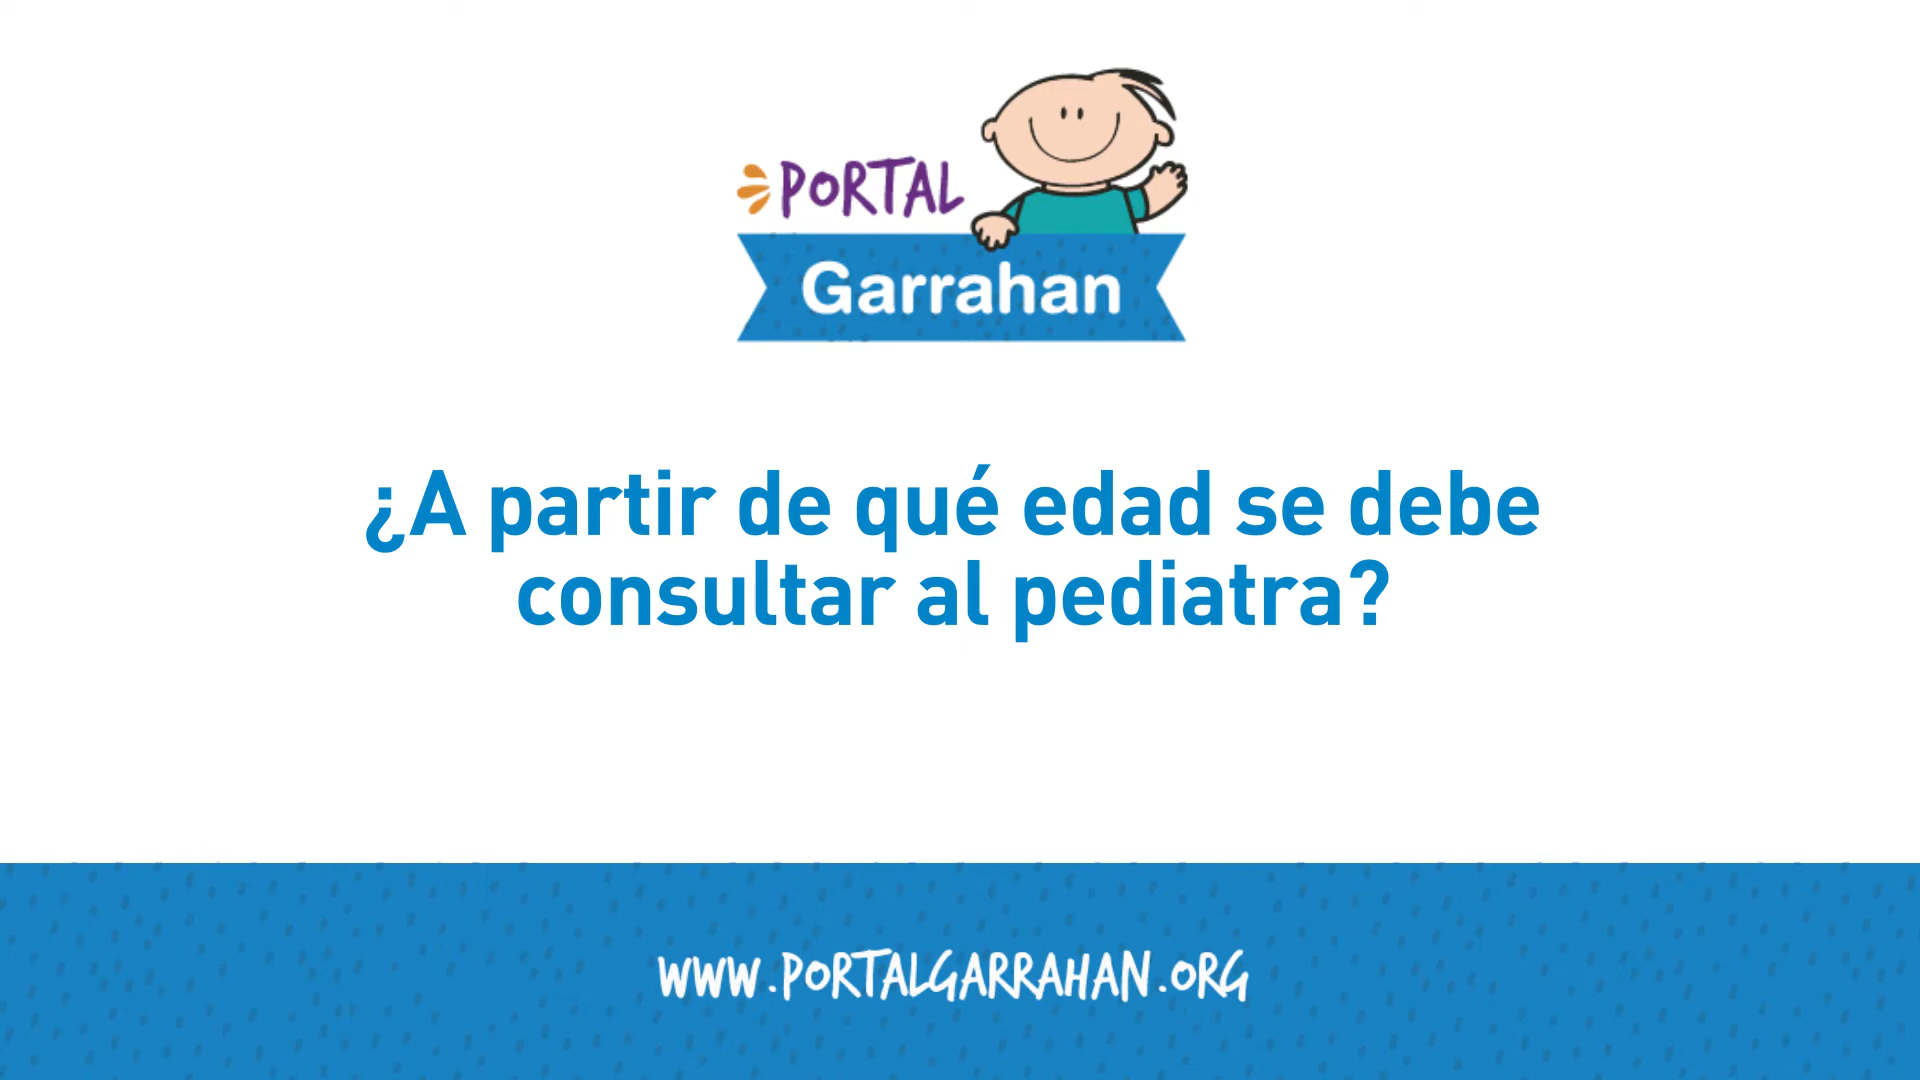 PORTAL
Garrahan
¿A partir de qué edad se debe
consultar al pediatra?
WWW.PORTALGARRAHAN.ORG